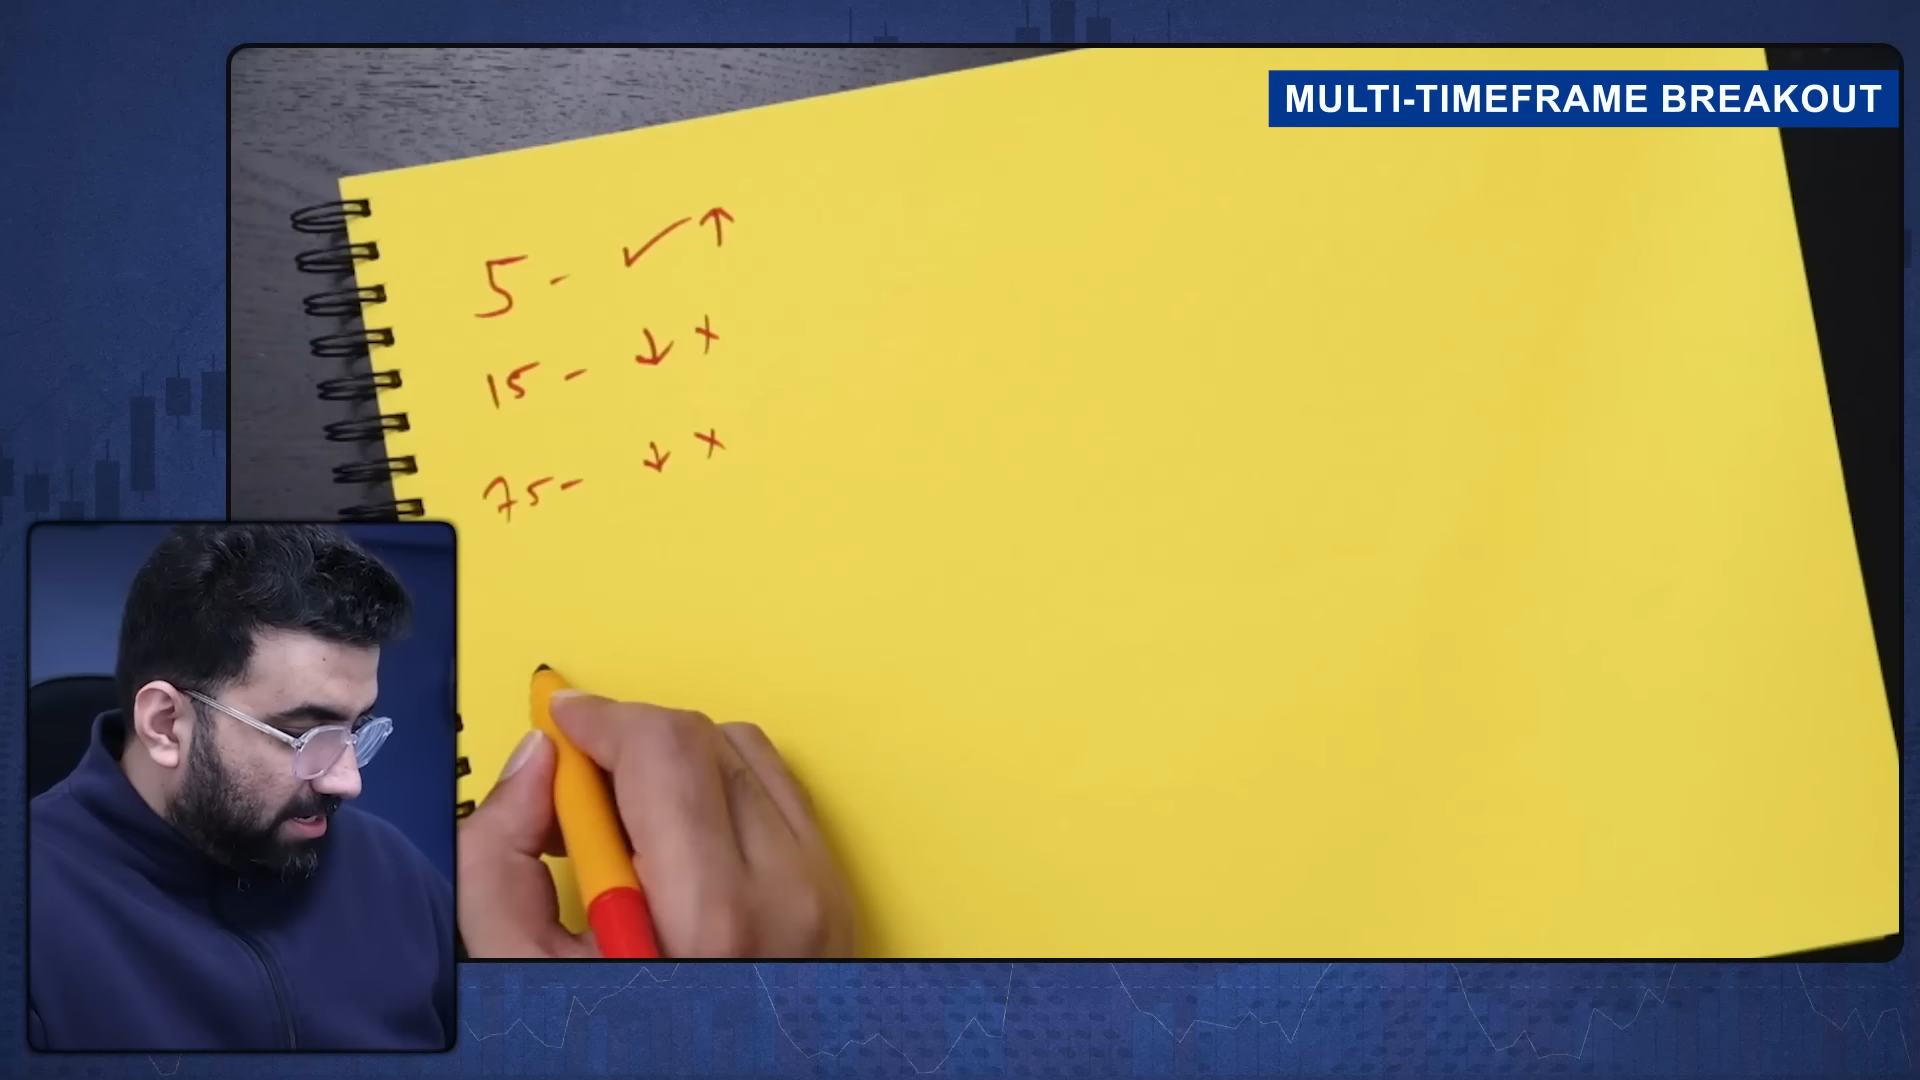 MULTI-TIMEFRAME BREAKOUT
5 - ✓ ↑
15 - ↓ x
75 - ↓ x